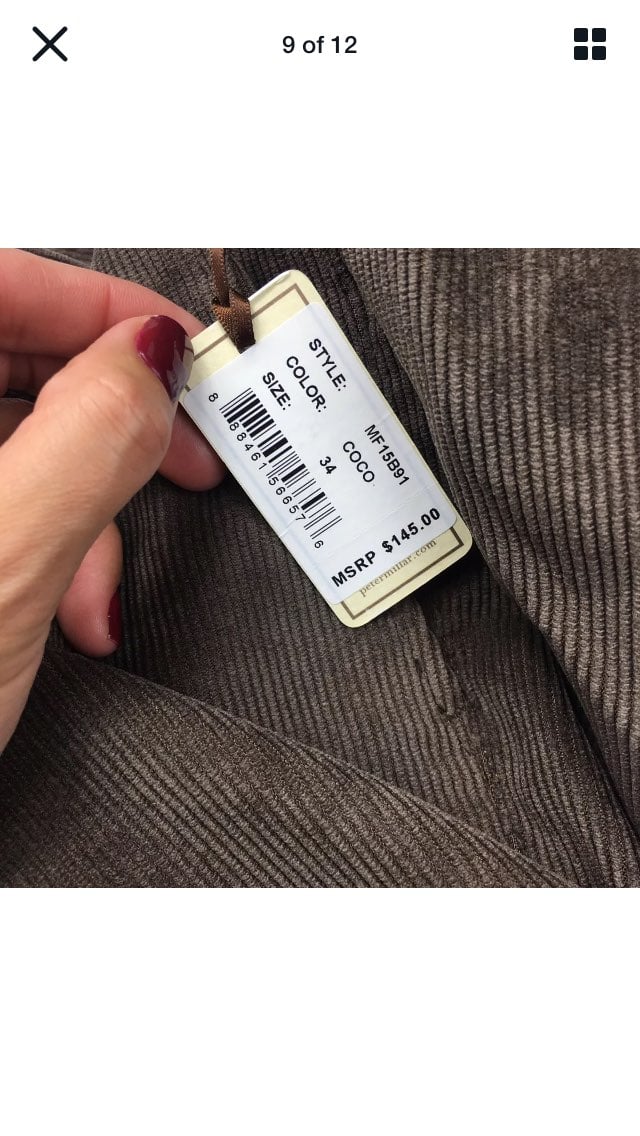 9 of 12
STYLE: MF15B91
COLOR: COCO
SIZE: 34
8 88461 56657 6
MSRP $145.00
petermillar.com